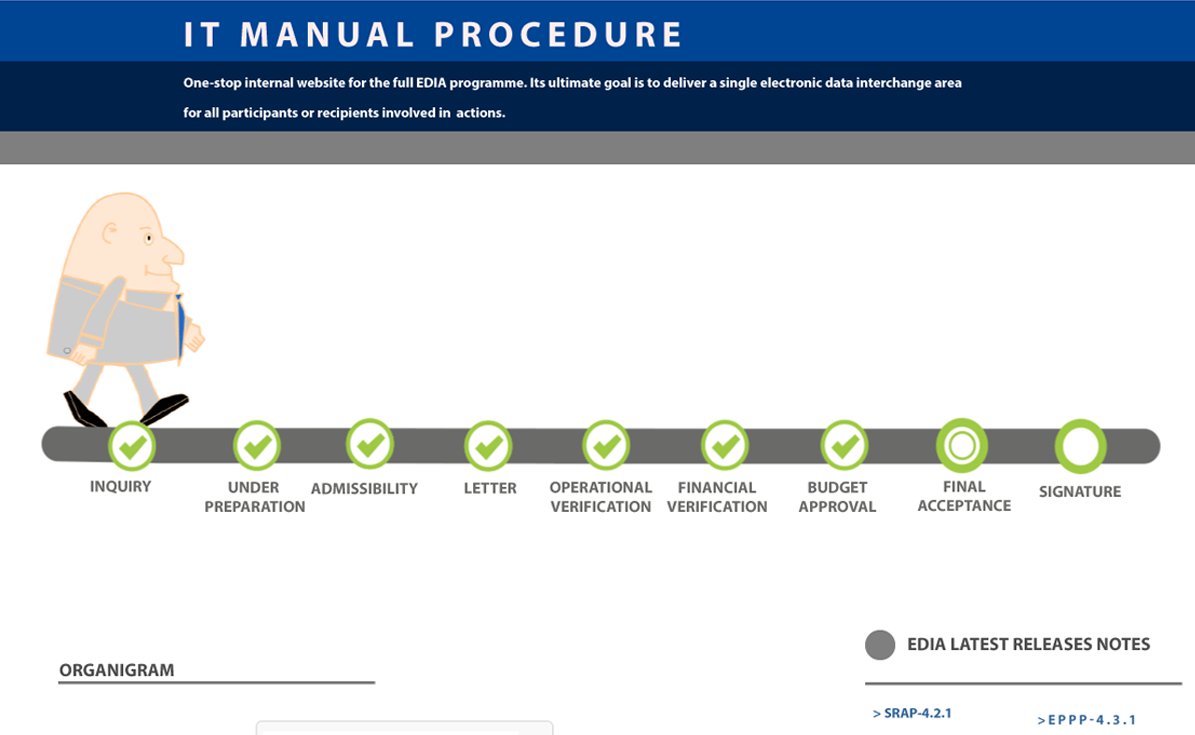 IT MANUAL PROCEDURE
One-stop internal website for the full EDIA programme. Its ultimate goal is to deliver a single electronic data interchange area
for all participants or recipients involved in actions.
INQUIRY
UNDER
PREPARATION
ADMISSIBILITY
LETTER
OPERATIONAL
VERIFICATION
FINANCIAL
VERIFICATION
BUDGET
APPROVAL
FINAL
ACCEPTANCE
SIGNATURE
EDIA LATEST RELEASES NOTES
ORGANIGRAM
> SRAP-4.2.1
>EPPP-4.3.1